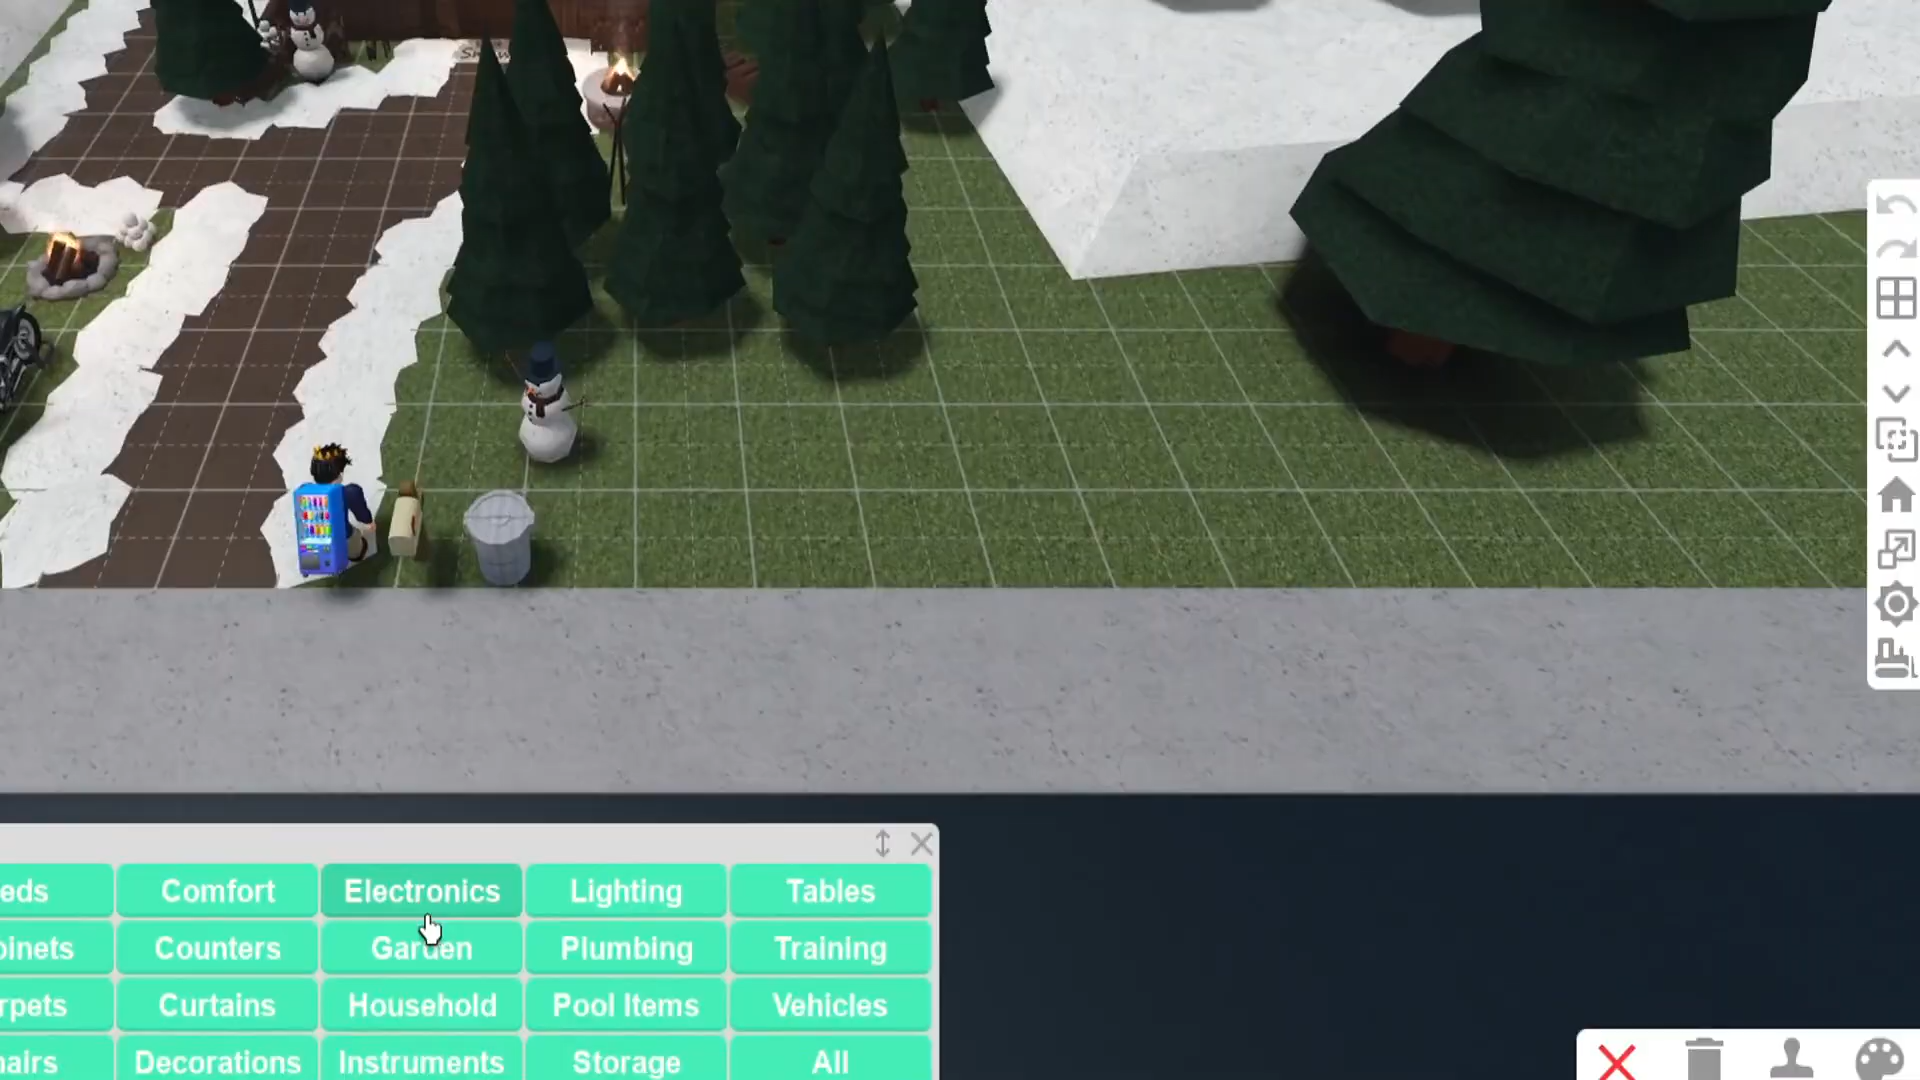 eds Comfort Electronics Lighting Tables
binets Counters Garden Plumbing Training
rpets Curtains Household Pool Items Vehicles
hairs Decorations Instruments Storage All